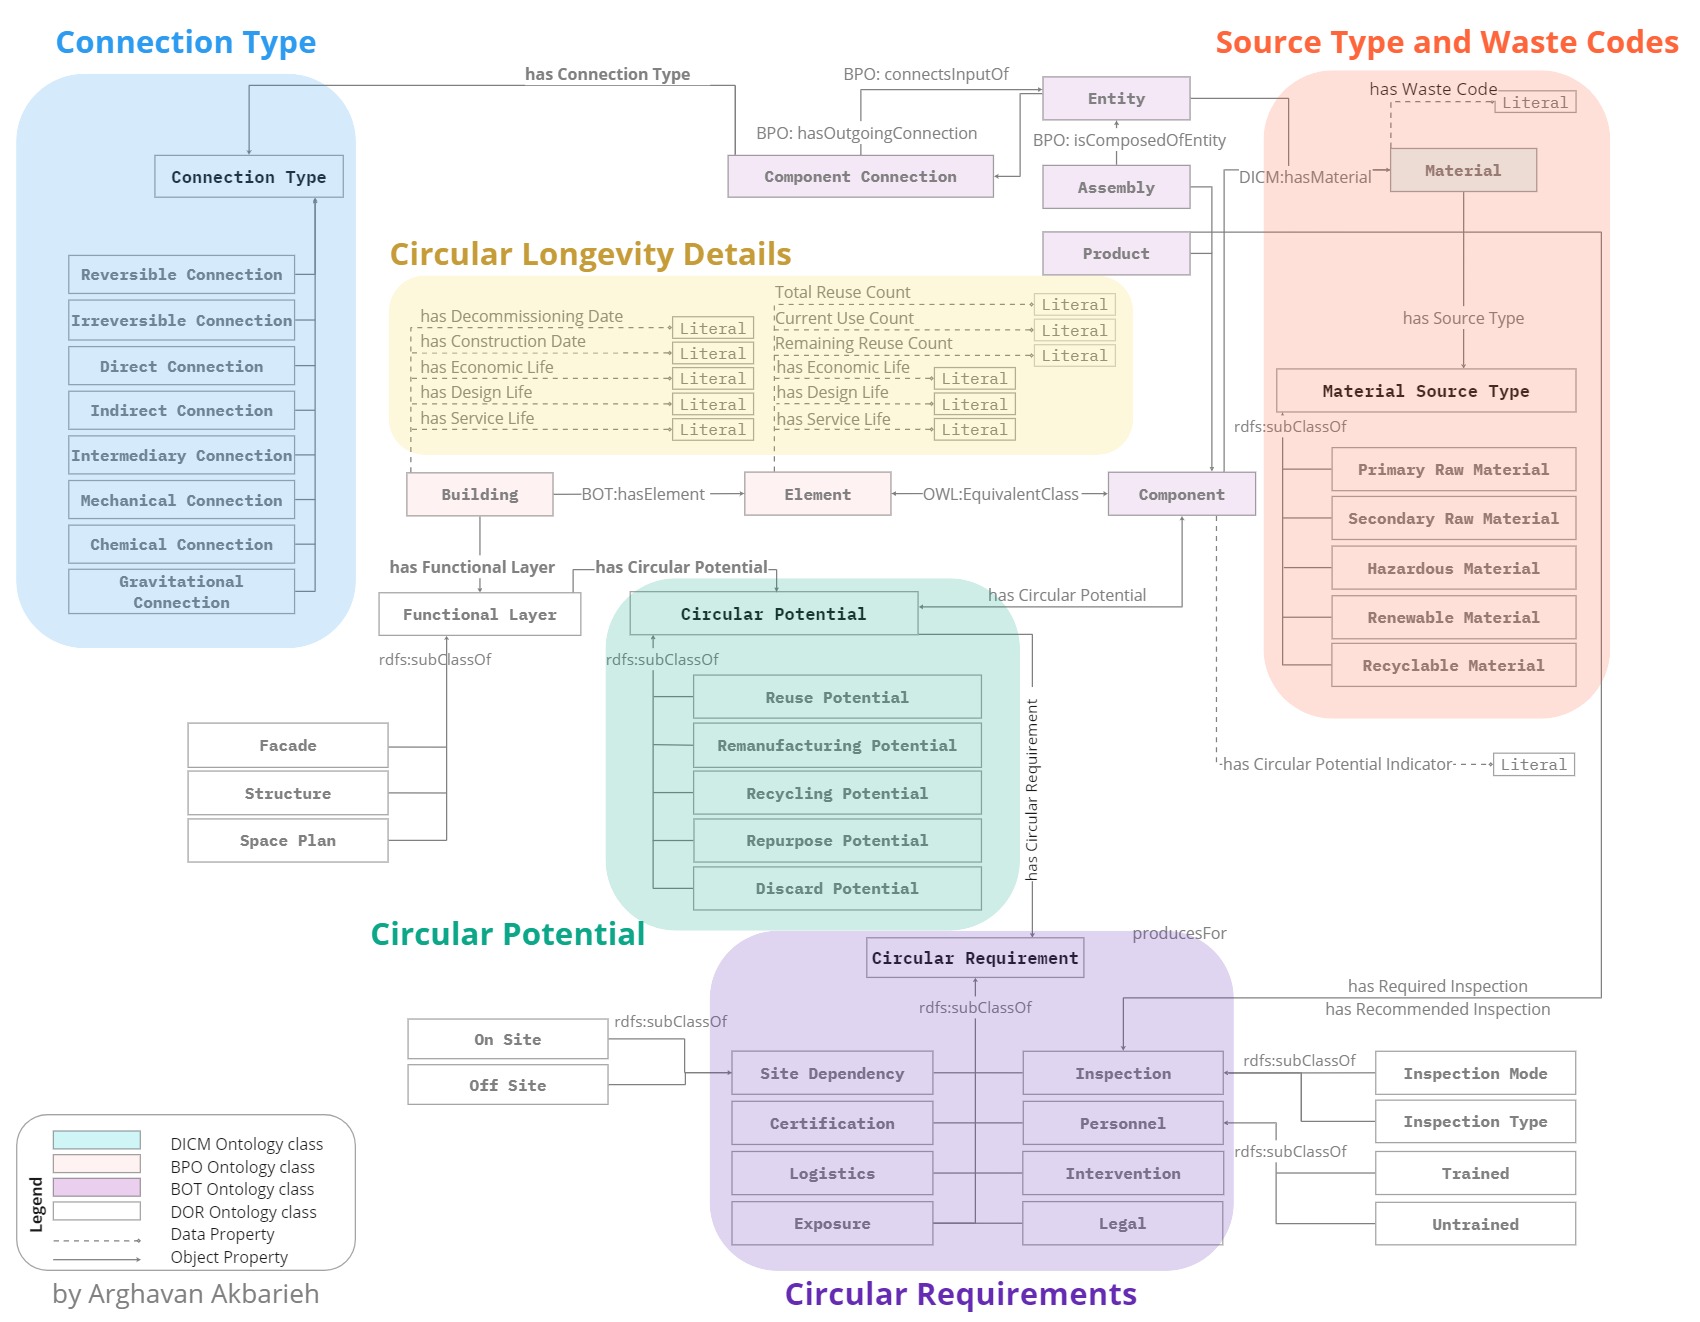 Connection Type
Source Type and Waste Codes
has Connection Type
BPO: connectsInputOf
Entity
has Waste Code
Literal
BPO: hasOutgoingConnection
BPO: isComposedOfEntity
Connection Type
Component Connection
Assembly
DICM:hasMaterial
Material
Circular Longevity Details
Product
Reversible Connection
Irreversible Connection
Direct Connection
Indirect Connection
Intermediary Connection
Mechanical Connection
Chemical Connection
Gravitational
Connection
has Decommissioning Date
Literal
has Construction Date
Literal
has Economic Life
Literal
has Design Life
Literal
has Service Life
Literal
Total Reuse Count
Literal
Current Use Count
Literal
Remaining Reuse Count
Literal
has Economic Life
Literal
has Design Life
Literal
has Service Life
Literal
has Source Type
Material Source Type
rdfs:subClassOf
Primary Raw Material
Secondary Raw Material
Hazardous Material
Renewable Material
Recyclable Material
Building
BOT:hasElement
Element
OWL:EquivalentClass
Component
has Functional Layer
has Circular Potential
has Circular Potential
Functional Layer
Circular Potential
rdfs:subClassOf
rdfs:subClassOf
Reuse Potential
Remanufacturing Potential
Recycling Potential
Repurpose Potential
Discard Potential
has Circular Requirement
Facade
Structure
Space Plan
has Circular Potential Indicator
Literal
Circular Potential
producesFor
Circular Requirement
has Required Inspection
has Recommended Inspection
rdfs:subClassOf
On Site
Off Site
rdfs:subClassOf
Site Dependency
Certification
Logistics
Exposure
Inspection
Personnel
Intervention
Legal
rdfs:subClassOf
Inspection Mode
Inspection Type
rdfs:subClassOf
Trained
Untrained
Legend
DICM Ontology class
BPO Ontology class
BOT Ontology class
DOR Ontology class
Data Property
Object Property
by Arghavan Akbarieh
Circular Requirements